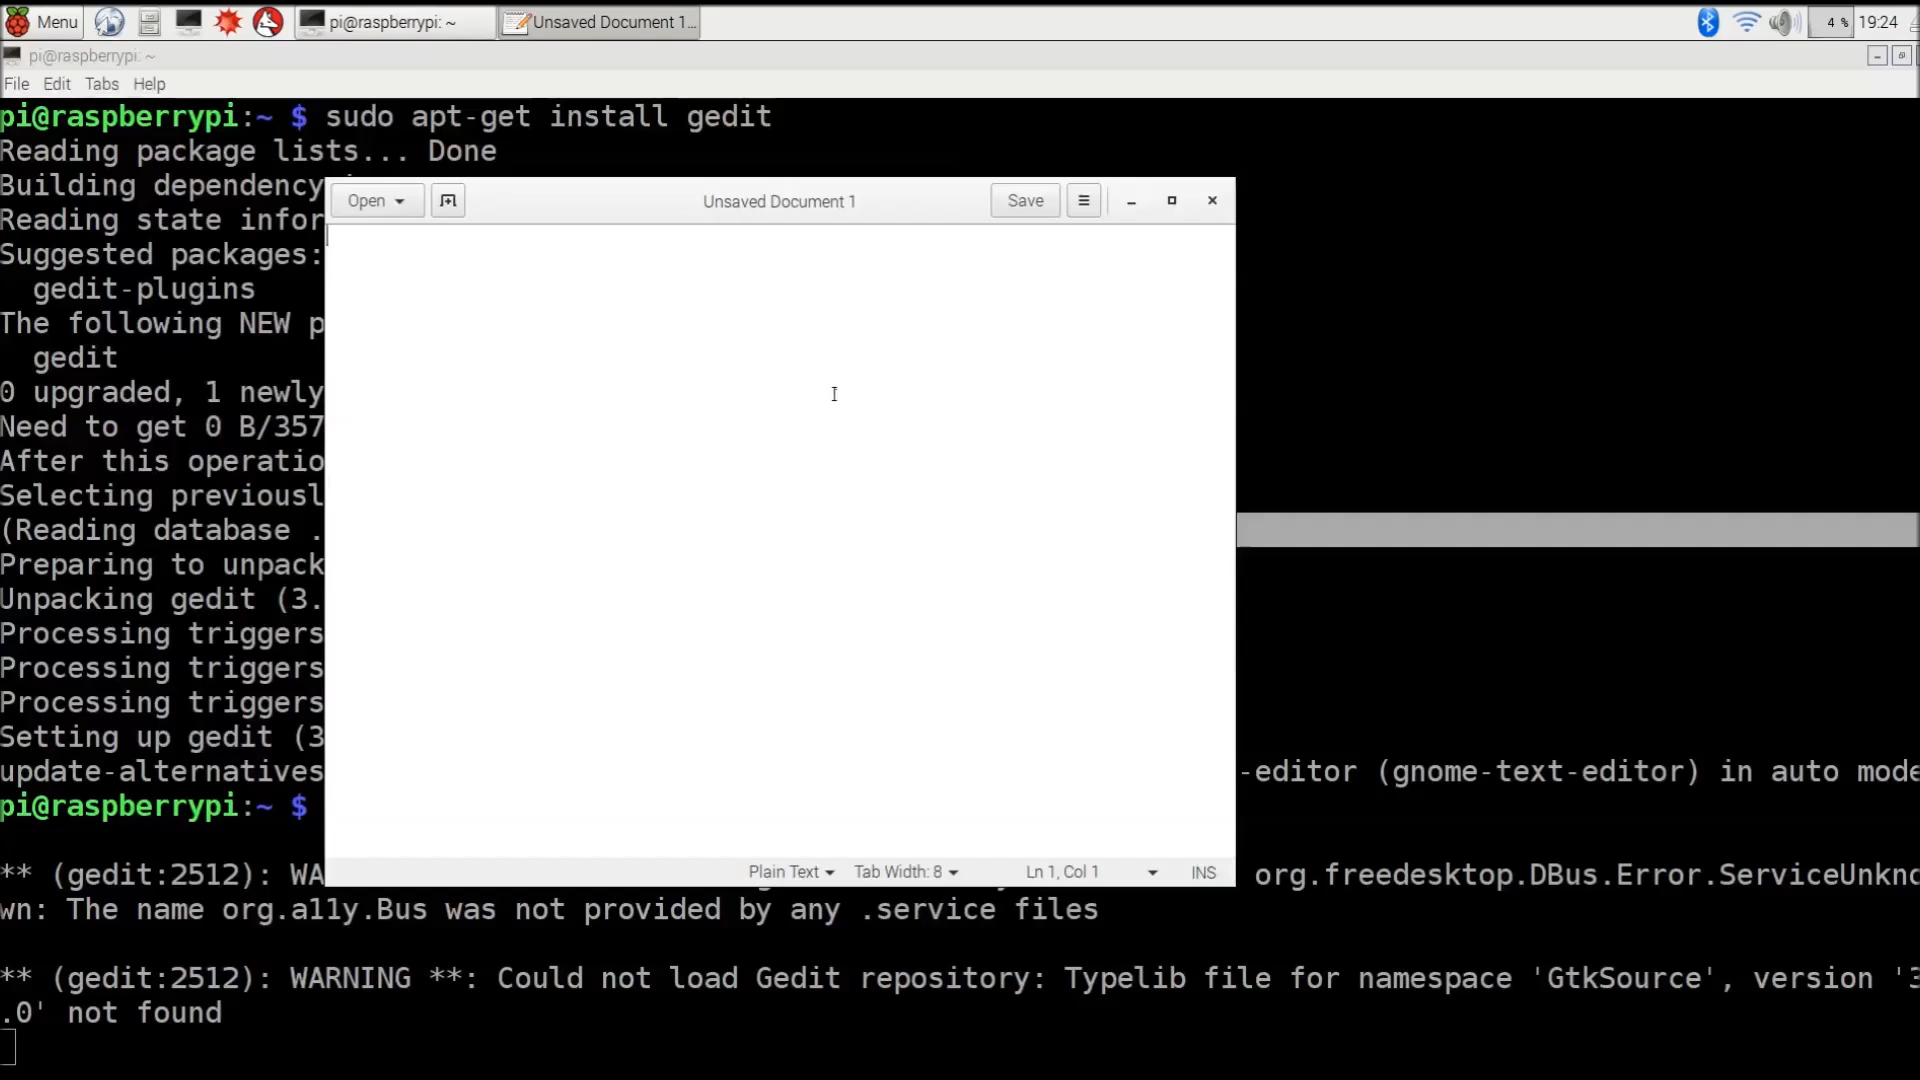 Menu pi@raspberrypi: ~ Unsaved Document 1... 4 % 19:24
pi@raspberrypi: ~
File Edit Tabs Help
pi@raspberrypi:~ $ sudo apt-get install gedit
Reading package lists... Done
Building dependency
Reading state infor
Suggested packages:
gedit-plugins
The following NEW p
gedit
0 upgraded, 1 newly
Need to get 0 B/357
After this operatio
Selecting previousl
(Reading database .
Preparing to unpack
Unpacking gedit (3.
Processing triggers
Processing triggers
Processing triggers
Setting up gedit (3
update-alternatives -editor (gnome-text-editor) in auto mode
pi@raspberrypi:~ $
Open Unsaved Document 1 Save
Plain Text Tab Width: 8 Ln 1, Col 1 INS
** (gedit:2512): WA org.freedesktop.DBus.Error.ServiceUnkno
wn: The name org.a11y.Bus was not provided by any .service files
** (gedit:2512): WARNING **: Could not load Gedit repository: Typelib file for namespace 'GtkSource', version '3
.0' not found